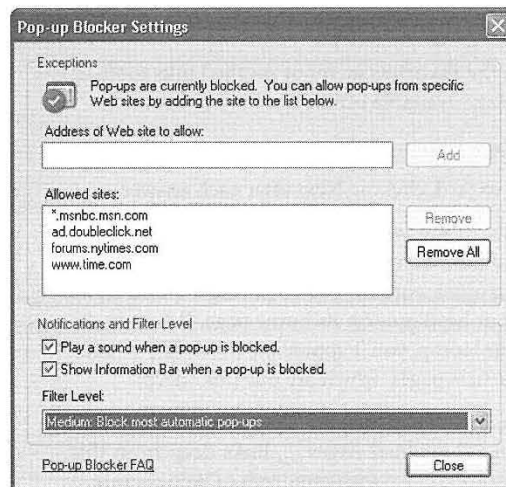 Pop-up Blocker Settings
Exceptions
Pop-ups are currently blocked. You can allow pop-ups from specific
Web sites by adding the site to the list below.
Address of Web site to allow:
Add
Allowed sites:
*.msnbc.msn.com
ad.doubleclick.net
forums.nytimes.com
www.time.com
Remove
Remove All
Notifications and Filter Level
Play a sound when a pop-up is blocked.
Show Information Bar when a pop-up is blocked.
Filter Level:
Medium: Block most automatic pop-ups
Pop-up Blocker FAQ
Close